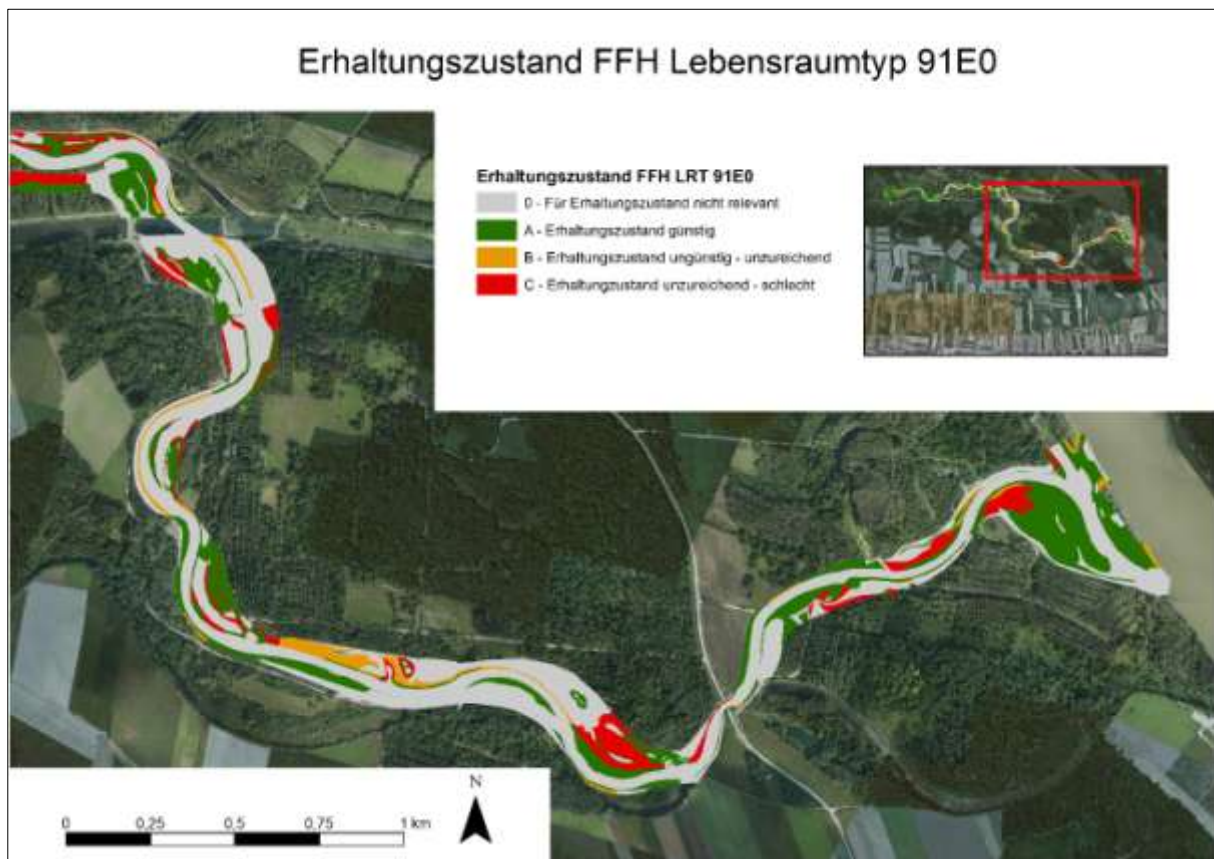 Erhaltungszustand FFH Lebensraumtyp 91E0
Erhaltungszustand FFH LRT 91E0
0 - Für Erhaltungszustand nicht relevant
A - Erhaltungszustand günstig
B - Erhaltungszustand ungünstig - unzureichend
C - Erhaltungzustand unzureichend - schlecht
N
0 0,25 0,5 0,75 1 km